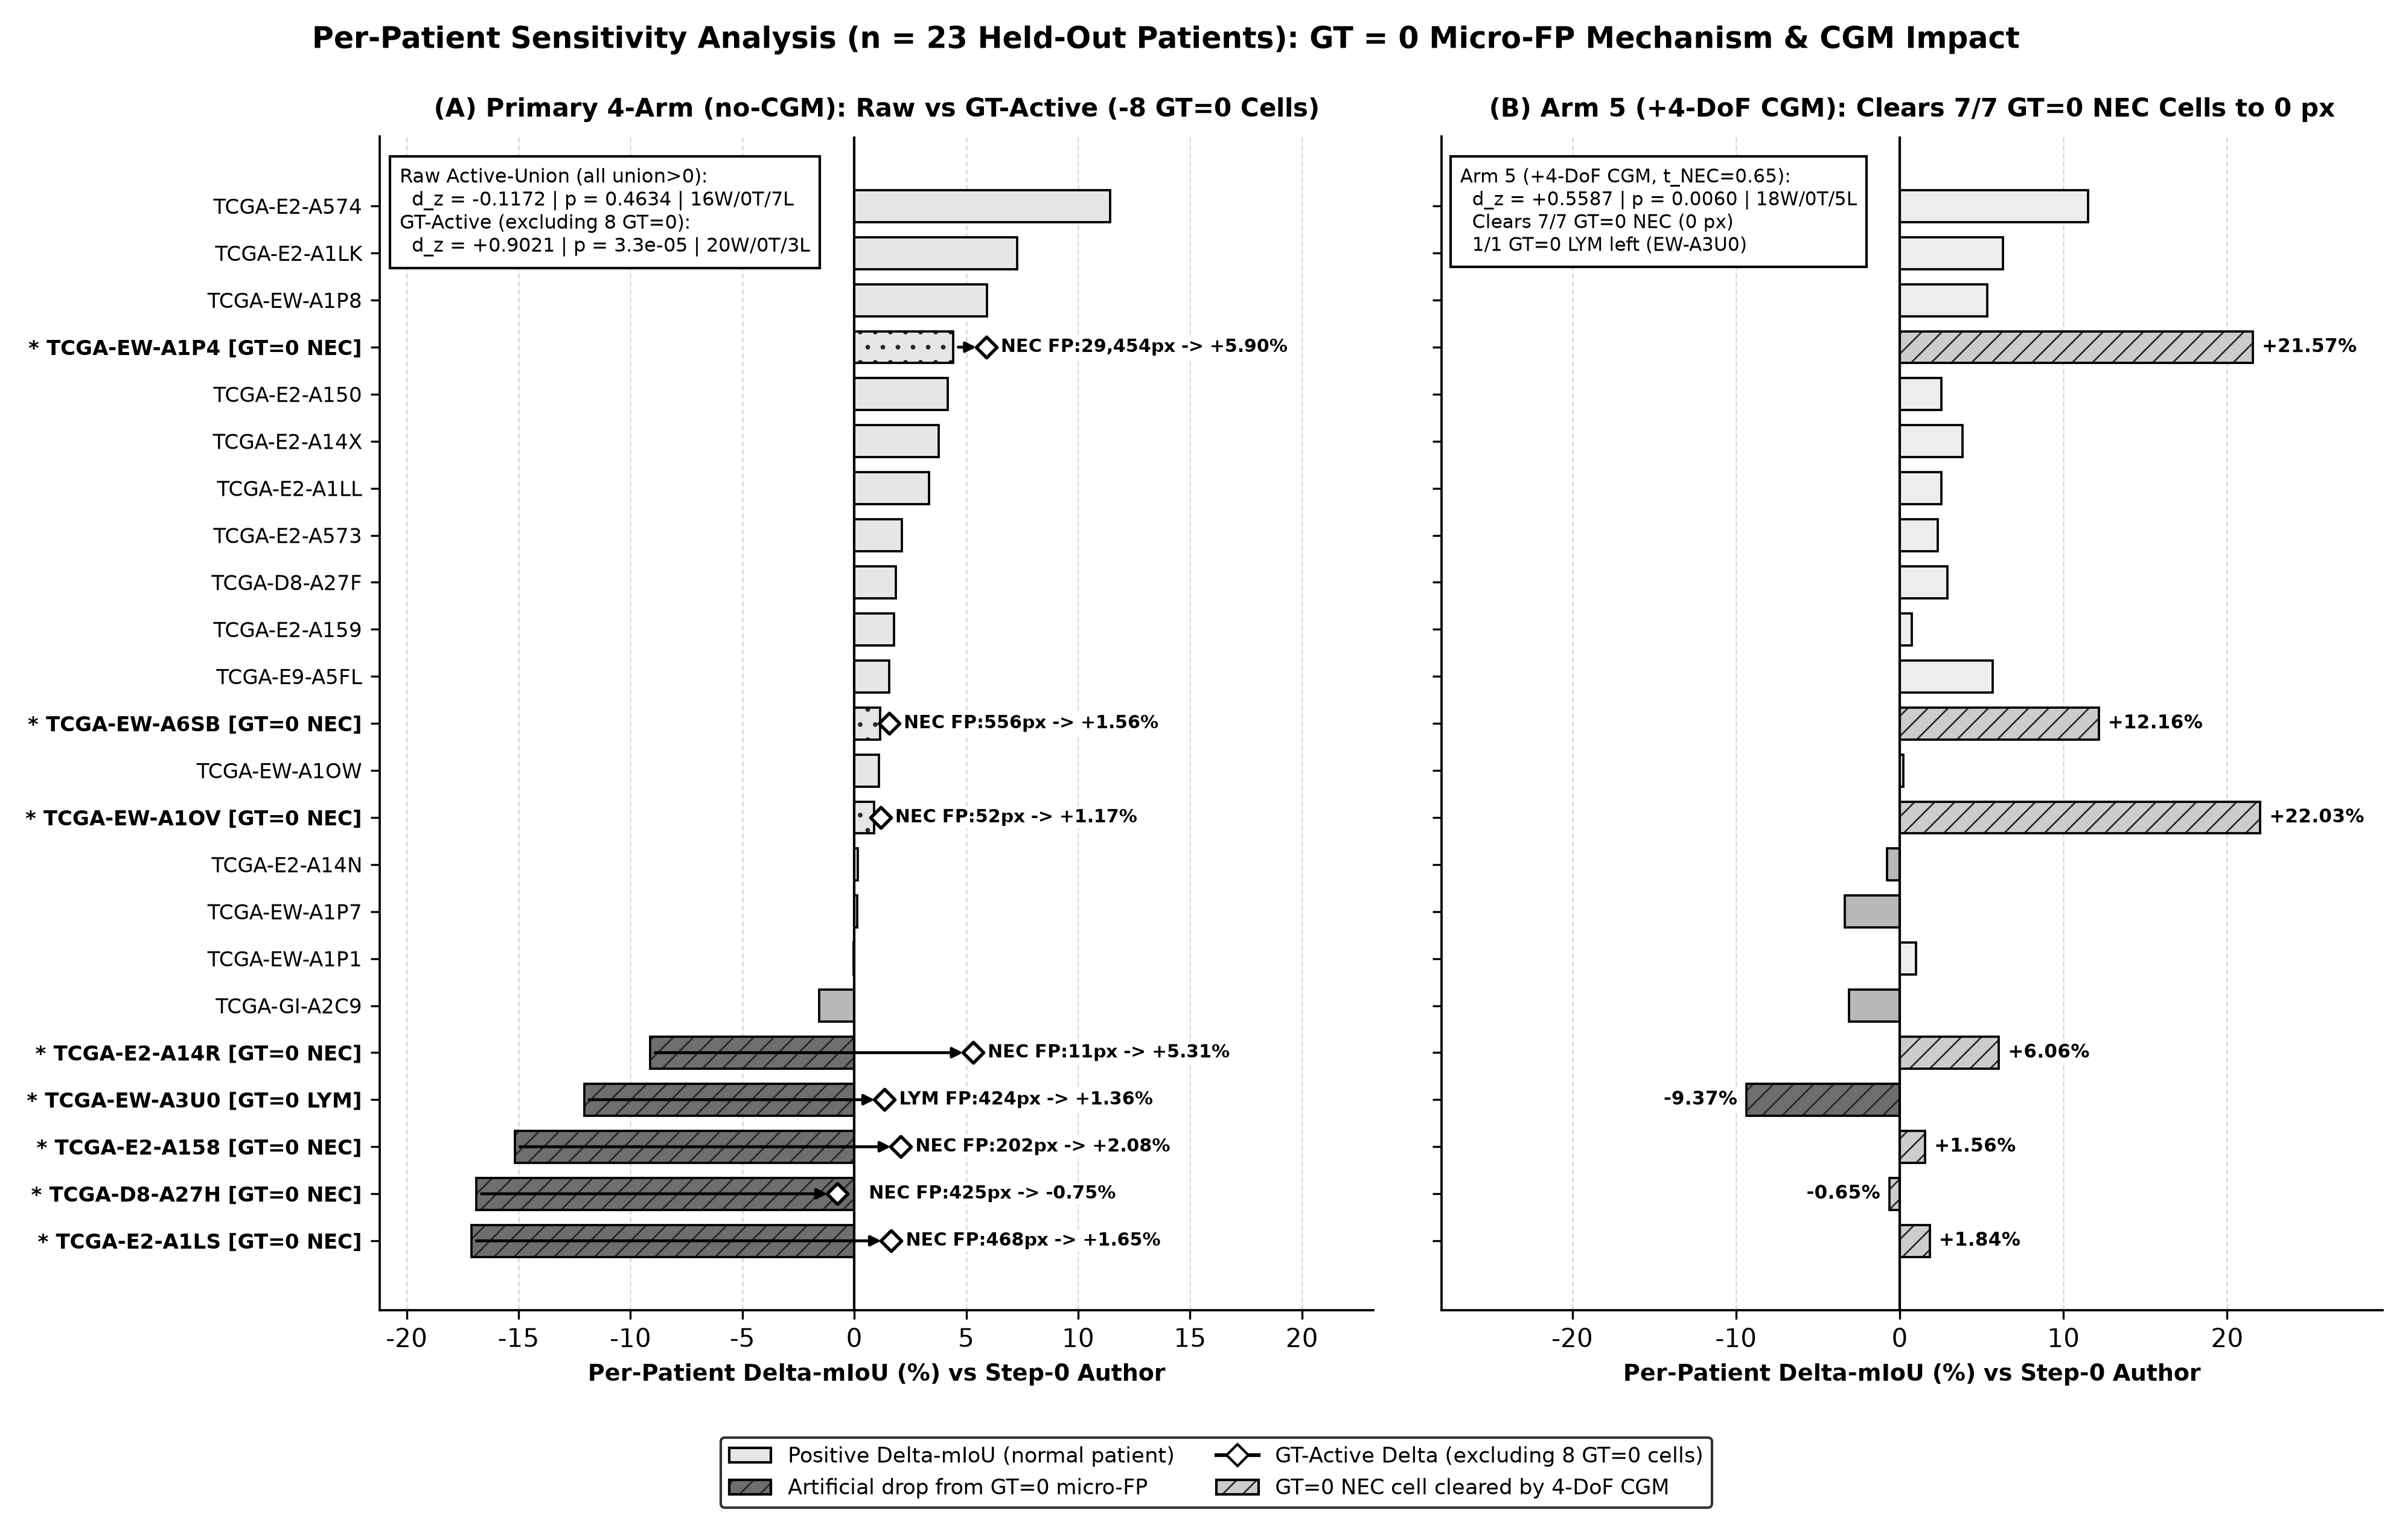 Per-Patient Sensitivity Analysis (n = 23 Held-Out Patients): GT = 0 Micro-FP Mechanism & CGM Impact
(A) Primary 4-Arm (no-CGM): Raw vs GT-Active (-8 GT=0 Cells)
Raw Active-Union (all union>0):
d_z = -0.1172 | p = 0.4634 | 16W/0T/7L
GT-Active (excluding 8 GT=0):
d_z = +0.9021 | p = 3.3e-05 | 20W/0T/3L
TCGA-E2-A574
TCGA-E2-A1LK
TCGA-EW-A1P8
* TCGA-EW-A1P4 [GT=0 NEC]
NEC FP:29,454px -> +5.90%
TCGA-E2-A150
TCGA-E2-A14X
TCGA-E2-A1LL
TCGA-E2-A573
TCGA-D8-A27F
TCGA-E2-A159
TCGA-E9-A5FL
* TCGA-EW-A6SB [GT=0 NEC]
NEC FP:556px -> +1.56%
TCGA-EW-A1OW
* TCGA-EW-A1OV [GT=0 NEC]
NEC FP:52px -> +1.17%
TCGA-E2-A14N
TCGA-EW-A1P7
TCGA-EW-A1P1
TCGA-GI-A2C9
* TCGA-E2-A14R [GT=0 NEC]
NEC FP:11px -> +5.31%
* TCGA-EW-A3U0 [GT=0 LYM]
LYM FP:424px -> +1.36%
* TCGA-E2-A158 [GT=0 NEC]
NEC FP:202px -> +2.08%
* TCGA-D8-A27H [GT=0 NEC]
NEC FP:425px -> -0.75%
* TCGA-E2-A1LS [GT=0 NEC]
NEC FP:468px -> +1.65%
-20 -15 -10 -5 0 5 10 15 20
Per-Patient Delta-mIoU (%) vs Step-0 Author
(B) Arm 5 (+4-DoF CGM): Clears 7/7 GT=0 NEC Cells to 0 px
Arm 5 (+4-DoF CGM, t_NEC=0.65):
d_z = +0.5587 | p = 0.0060 | 18W/0T/5L
Clears 7/7 GT=0 NEC (0 px)
1/1 GT=0 LYM left (EW-A3U0)
+21.57%
+12.16%
+22.03%
+6.06%
-9.37%
+1.56%
-0.65%
+1.84%
-20 -10 0 10 20
Per-Patient Delta-mIoU (%) vs Step-0 Author
Positive Delta-mIoU (normal patient)
Artificial drop from GT=0 micro-FP
GT-Active Delta (excluding 8 GT=0 cells)
GT=0 NEC cell cleared by 4-DoF CGM